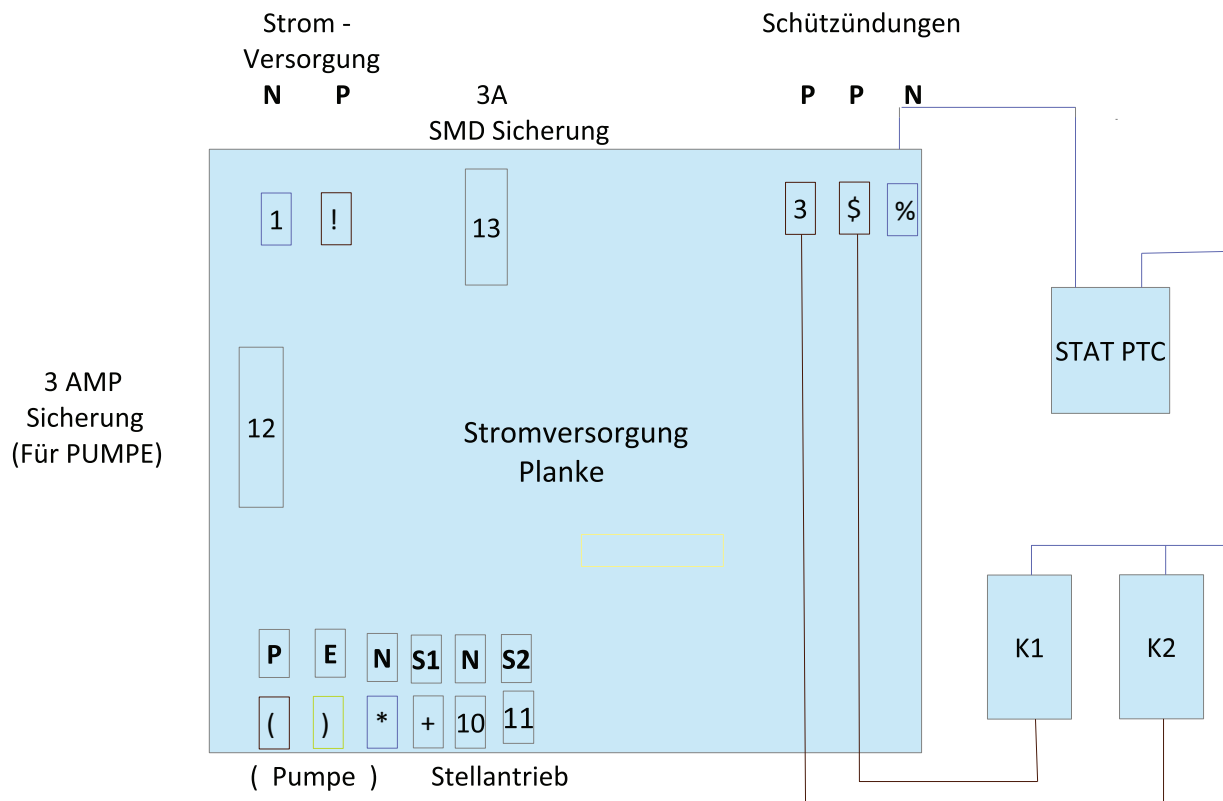 Strom -
Versorgung
N P
3A
SMD Sicherung
Schützündungen
P P N
1 ! 13 3 $ %
STAT PTC
3 AMP
Sicherung
(Für PUMPE)
12
Stromversorgung
Planke
K1 K2
P E N S1 N S2
( ) * + 10 11
( Pumpe ) Stellantrieb